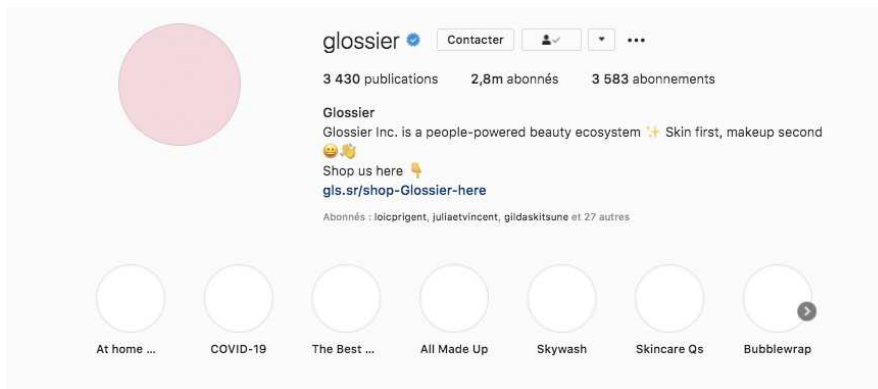 glossier Contacter
3 430 publications 2,8m abonnés 3 583 abonnements
Glossier
Glossier Inc. is a people-powered beauty ecosystem ✨ Skin first, makeup second
😄👋
Shop us here 👇
gls.sr/shop-Glossier-here
Abonnés : loicprigent, juliaetvincent, gildaskitsune et 27 autres
At home ... COVID-19 The Best ... All Made Up Skywash Skincare Qs Bubblewrap